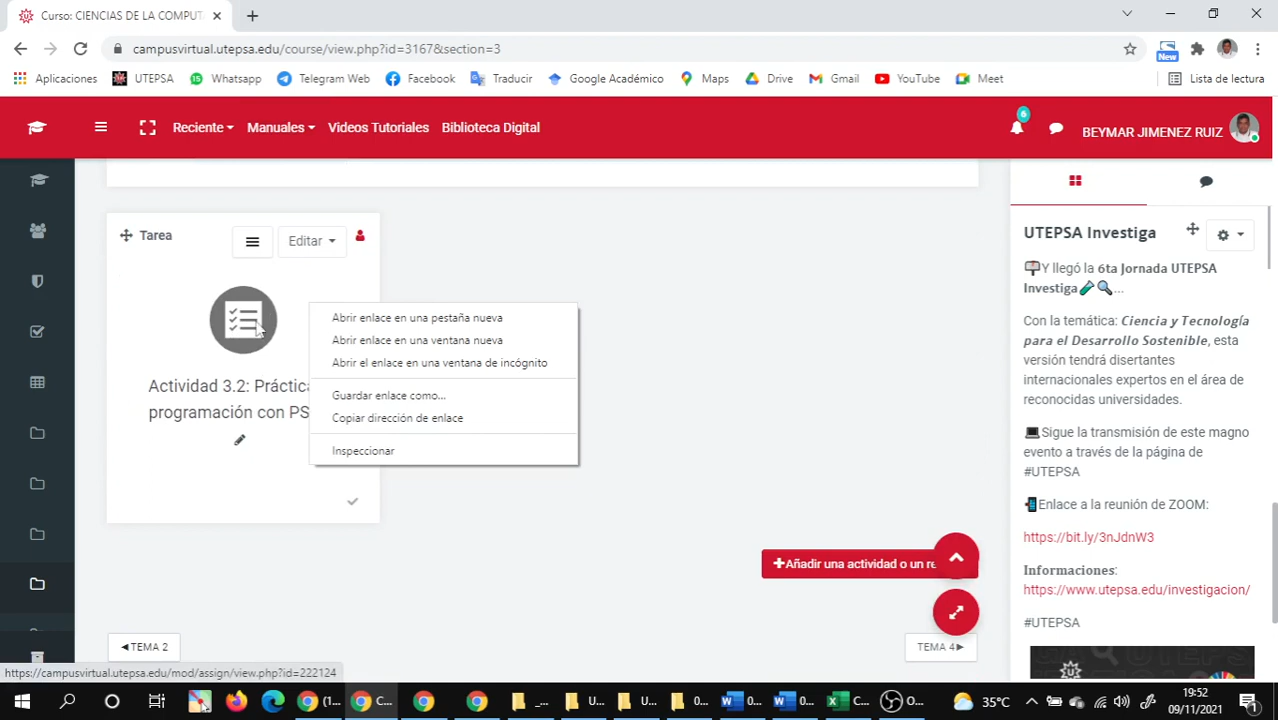 Curso: CIENCIAS DE LA COMPUT
campusvirtual.utepsa.edu/course/view.php?id=3167&section=3
New
Aplicaciones UTEPSA Whatsapp Telegram Web Facebook Traducir Google Académico Maps Drive Gmail YouTube Meet Lista de lectura
Reciente Manuales Videos Tutoriales Biblioteca Digital 6 BEYMAR JIMENEZ RUIZ
Tarea Editar
Actividad 3.2: Práctica
programación con PS
Abrir enlace en una pestaña nueva
Abrir enlace en una ventana nueva
Abrir el enlace en una ventana de incógnito
Guardar enlace como...
Copiar dirección de enlace
Inspeccionar
Añadir una actividad o un re
TEMA 2
TEMA 4
UTEPSA Investiga
Y llegó la 6ta Jornada UTEPSA
Investiga...
Con la temática: Ciencia y Tecnología
para el Desarrollo Sostenible, esta
versión tendrá disertantes
internacionales expertos en el área de
reconocidas universidades.
Sigue la transmisión de este magno
evento a través de la página de
#UTEPSA
Enlace a la reunión de ZOOM:
https://bit.ly/3nJdnW3
Informaciones:
https://www.utepsa.edu/investigacion/
#UTEPSA
https://campusvirtual.utepsa.edu/mod/assign/view.php?id=222124
(1... C... _... U... U... 0... 0... 0... C... O... 35°C 19:52
09/11/2021 1